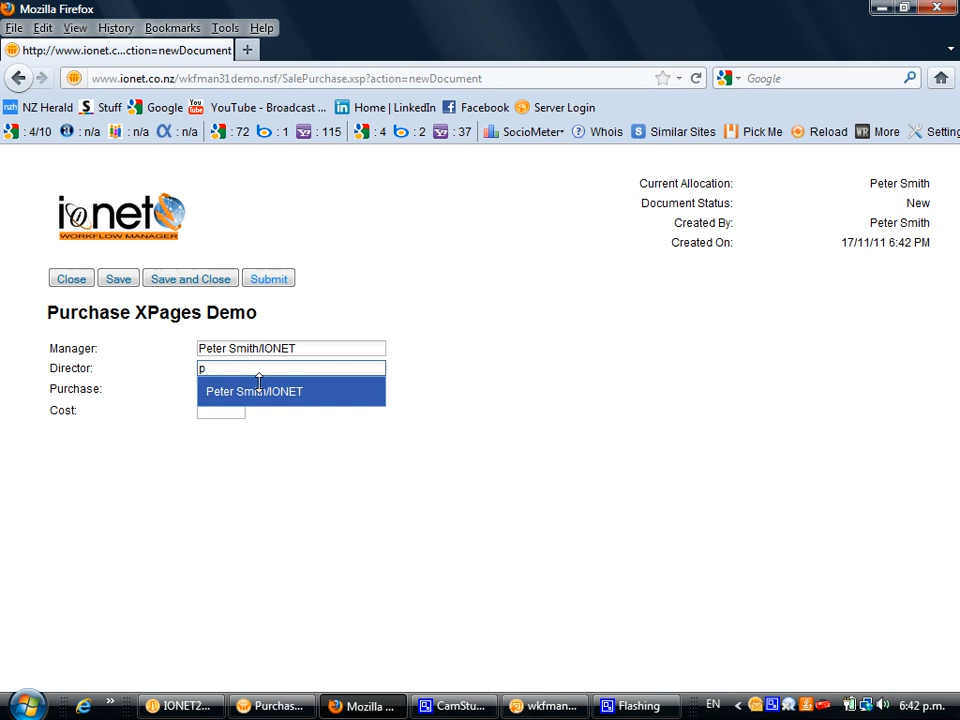 Mozilla Firefox
File Edit View History Bookmarks Tools Help
http://www.ionet.c...ction=newDocument
www.ionet.co.nz/wkfman31demo.nsf/SalePurchase.xsp?action=newDocument
Google
nzh NZ Herald Stuff Google YouTube - Broadcast ... Home | LinkedIn Facebook Server Login
: 4/10 : n/a : n/a : n/a : 72 : 1 : 115 : 4 : 2 : 37 SocioMeter Whois Similar Sites Pick Me Reload More Setting
Current Allocation: Peter Smith
Document Status: New
Created By: Peter Smith
Created On: 17/11/11 6:42 PM
ionet
WORKFLOW MANAGER
Close Save Save and Close Submit
Purchase XPages Demo
Manager: Peter Smith/IONET
Director: p
Peter Smith/IONET
Purchase:
Cost:
IONET2... Purchas... Mozilla ... CamStu... wkfman... Flashing EN 6:42 p.m.